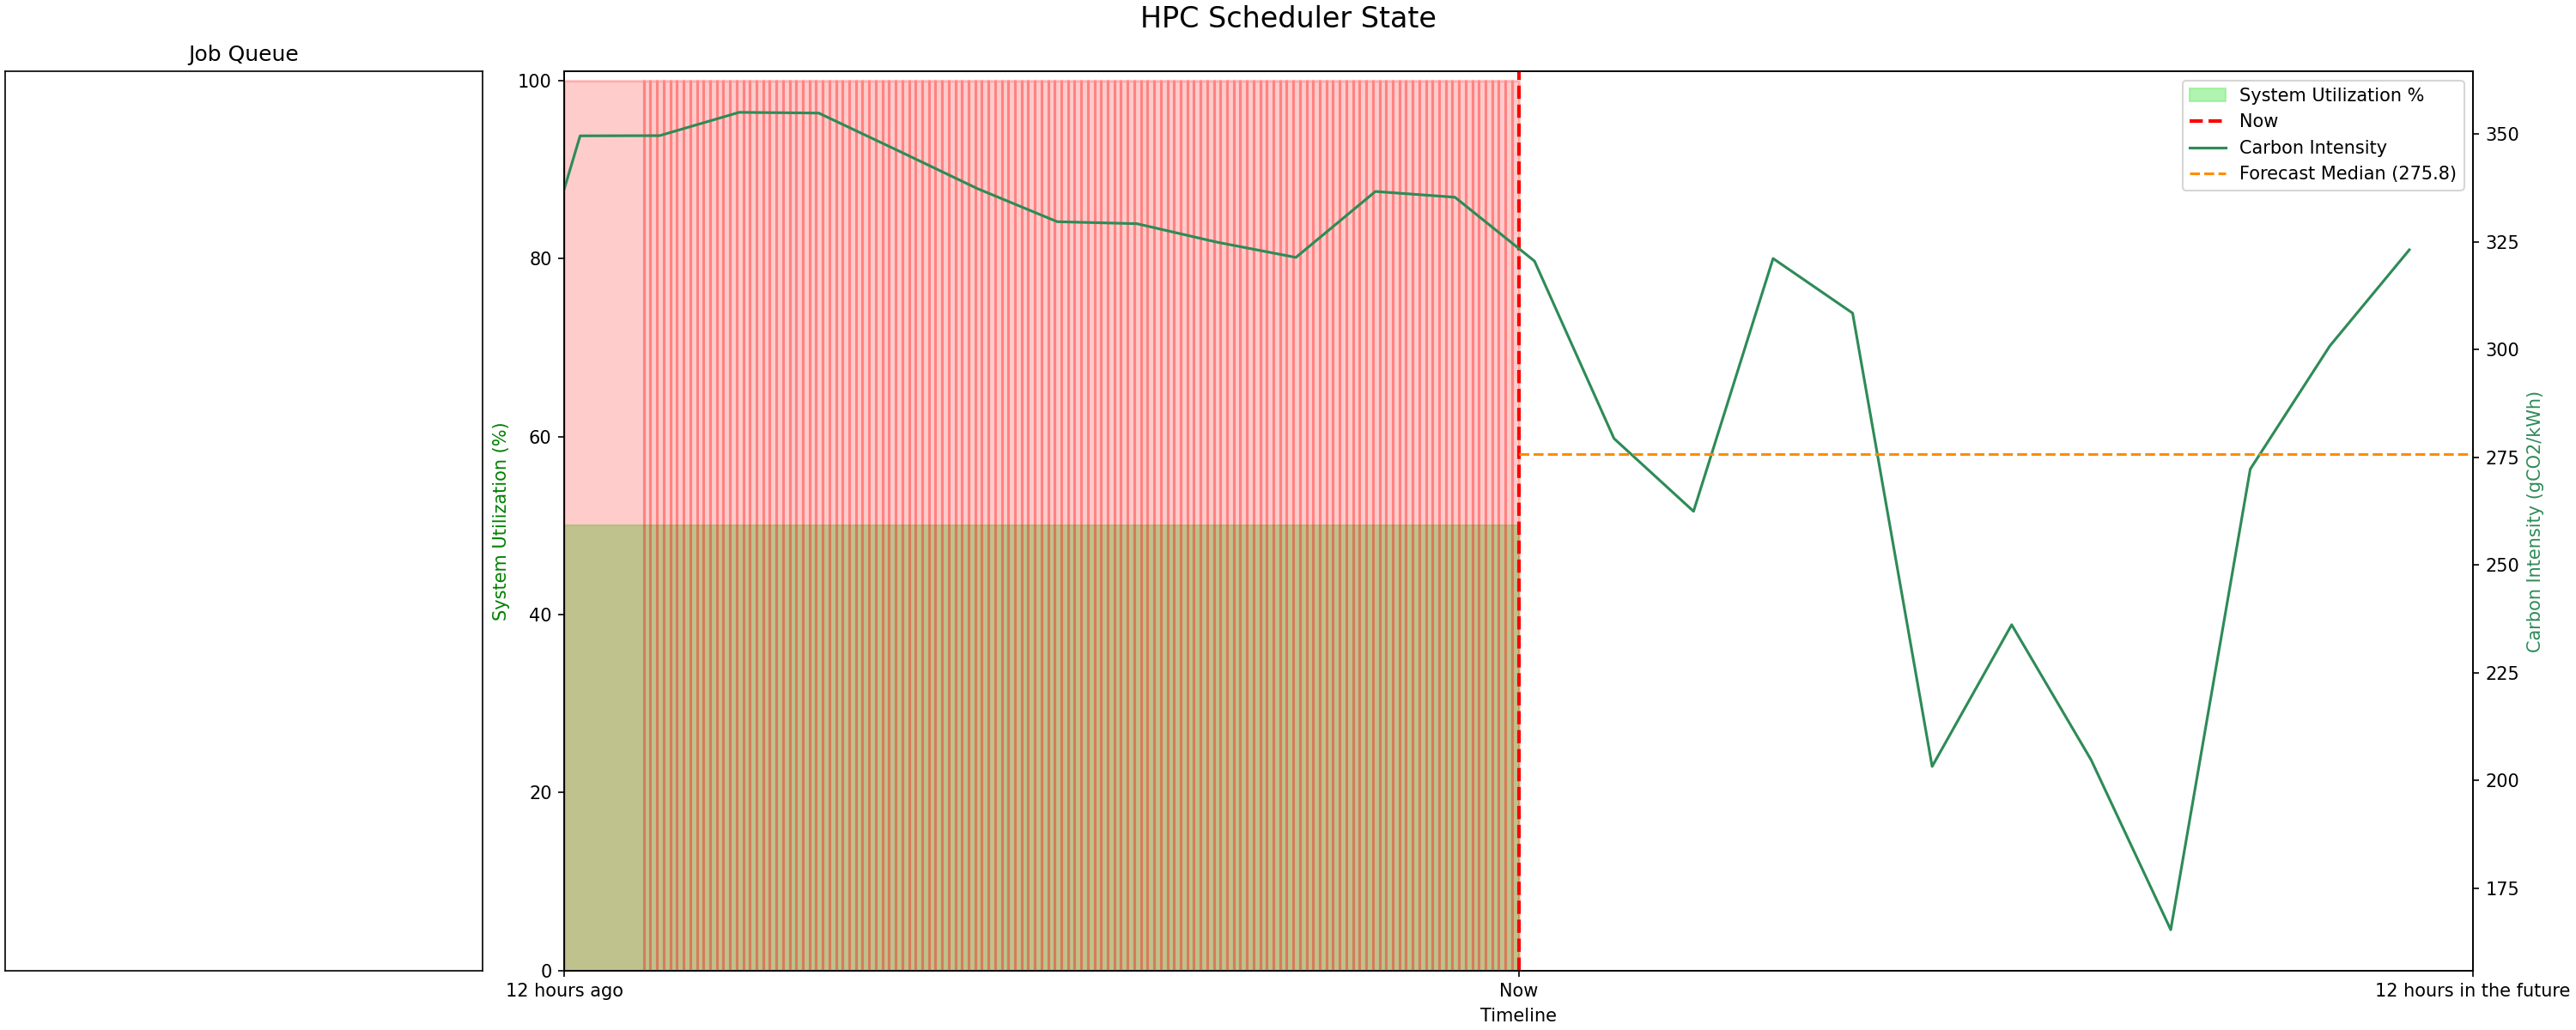 HPC Scheduler State
Job Queue
System Utilization (%)
100
80
60
40
20
0
System Utilization %
Now
Carbon Intensity
Forecast Median (275.8)
350
325
300
275
250
225
200
175
Carbon Intensity (gCO2/kWh)
12 hours ago
Now
12 hours in the future
Timeline